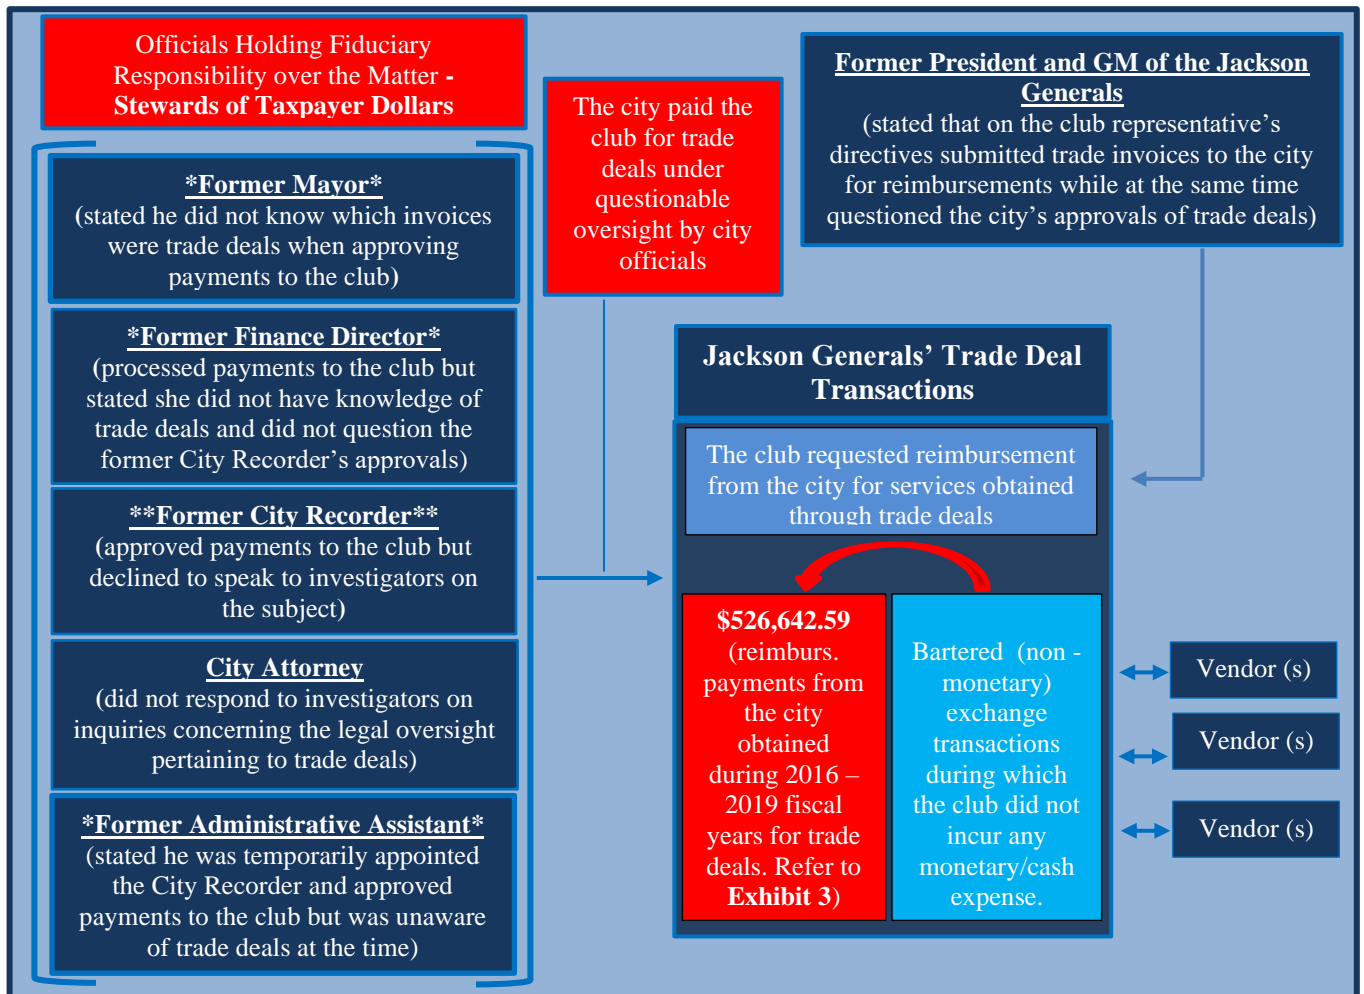 Officials Holding Fiduciary
Responsibility over the Matter -
Stewards of Taxpayer Dollars
*Former Mayor*
(stated he did not know which invoices
were trade deals when approving
payments to the club)
*Former Finance Director*
(processed payments to the club but
stated she did not have knowledge of
trade deals and did not question the
former City Recorder’s approvals)
**Former City Recorder**
(approved payments to the club but
declined to speak to investigators on
the subject)
City Attorney
(did not respond to investigators on
inquiries concerning the legal oversight
pertaining to trade deals)
*Former Administrative Assistant*
(stated he was temporarily appointed
the City Recorder and approved
payments to the club but was unaware
of trade deals at the time)
The city paid the
club for trade
deals under
questionable
oversight by city
officials
Former President and GM of the Jackson
Generals
(stated that on the club representative’s
directives submitted trade invoices to the city
for reimbursements while at the same time
questioned the city’s approvals of trade deals)
Jackson Generals’ Trade Deal
Transactions
The club requested reimbursement
from the city for services obtained
through trade deals
$526,642.59
(reimburs.
payments from
the city
obtained
during 2016 –
2019 fiscal
years for trade
deals. Refer to
Exhibit 3)
Bartered (non -
monetary)
exchange
transactions
during which
the club did not
incur any
monetary/cash
expense.
Vendor (s)
Vendor (s)
Vendor (s)